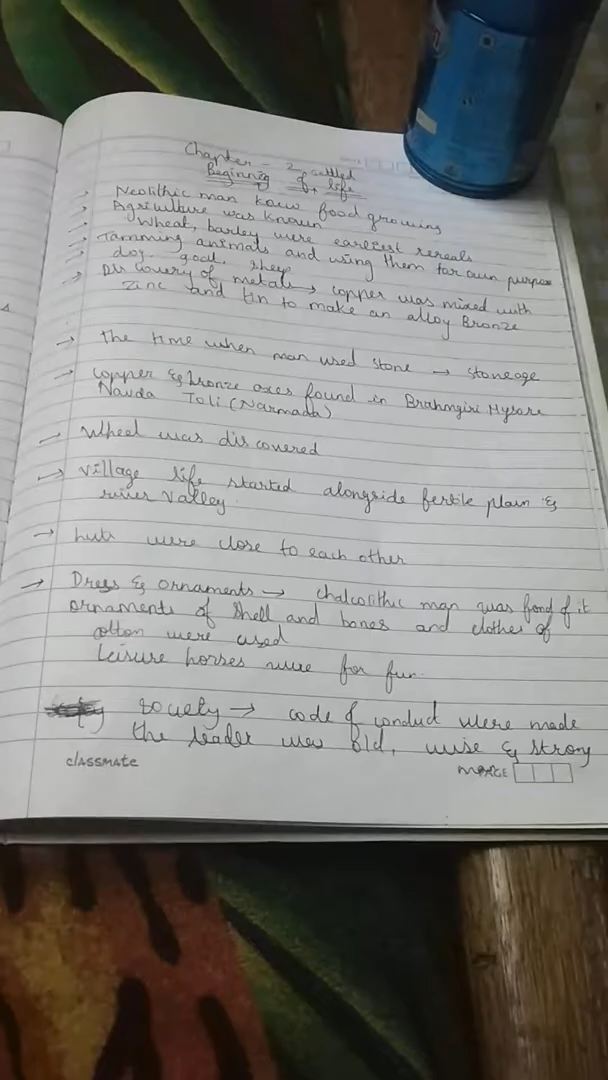 Chapter - 2
Beginning of settled life
→ Neolithic man know food growing
→ Agriculture was known
→ Wheat, barley were earliest cereals
→ Tamming animals and using them for own purpose
→ dog, goat, sheep
→ Discovery of metals → copper was mixed with
zinc and tin to make an alloy Bronze
→ The time when man used stone → stoneage
→ Copper & bronze axes found in Brahmgiri Mysore
Navda Toli (Narmada)
→ Wheel was discovered
→ Village life started alongside fertile plain &
river valley.
→ huts were close to each other
→ Dress & ornaments → chalcolithic man was fond of it
ornaments of shell and bones and clothes of
cotton were used
Leisure horses were for fun.
society → code of conduct were made
the leader was old, wise & strong
classmate
PAGE